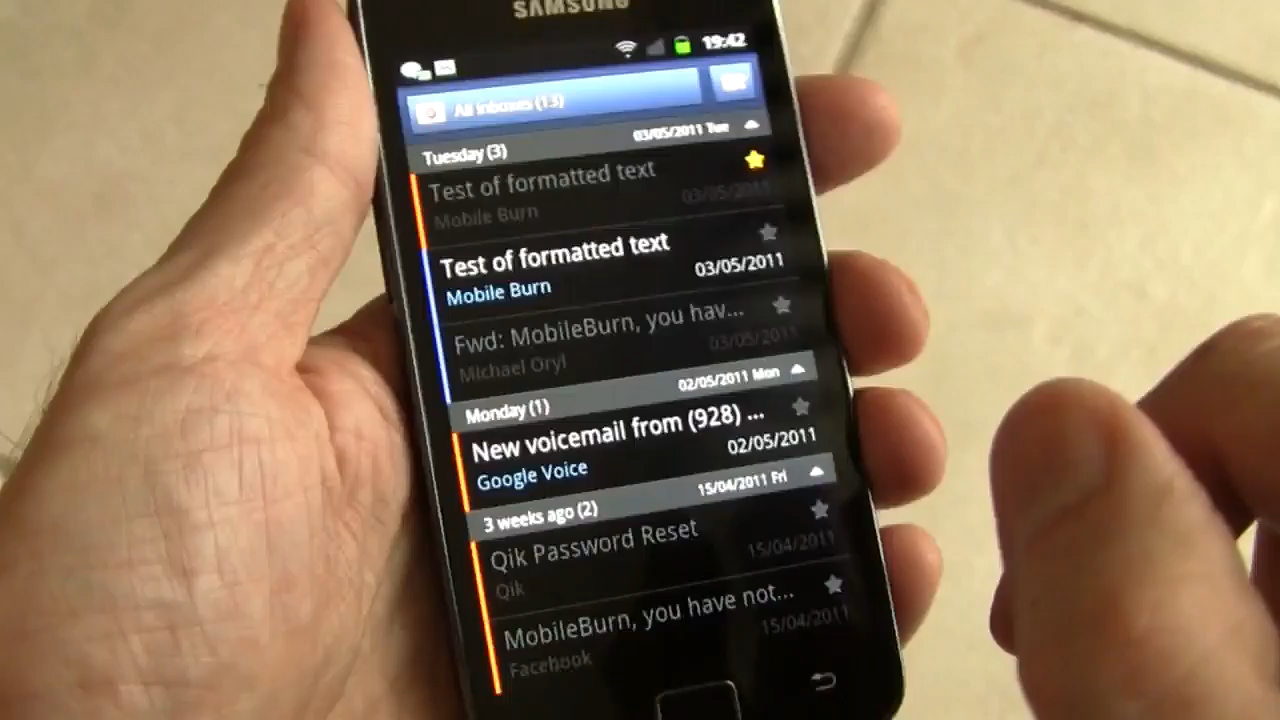 SAMSUNG
19:42
All inboxes (13)
Tuesday (3) 03/05/2011 Tue
Test of formatted text
Mobile Burn 03/05/2011
Test of formatted text
Mobile Burn 03/05/2011
Fwd: MobileBurn, you hav...
Michael Oryl 03/05/2011
Monday (1) 02/05/2011 Mon
New voicemail from (928) ...
Google Voice 02/05/2011
3 weeks ago (2) 15/04/2011 Fri
Qik Password Reset
Qik 15/04/2011
MobileBurn, you have not...
Facebook 15/04/2011